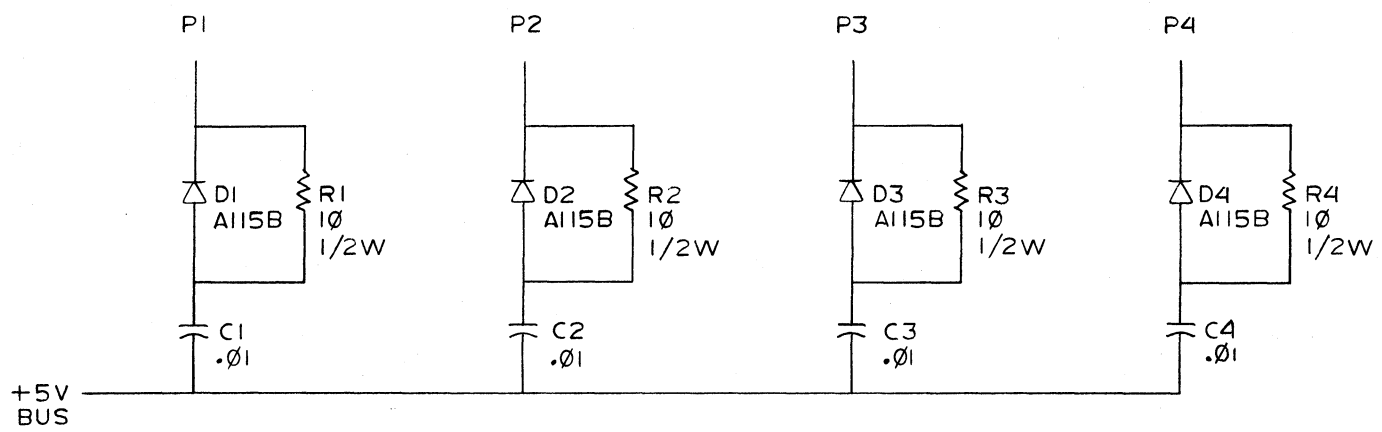 P1
P2
P3
P4
D1
A115B
R1
1Ø
1/2W
D2
A115B
R2
1Ø
1/2W
D3
A115B
R3
1Ø
1/2W
D4
A115B
R4
1Ø
1/2W
C1
.Ø1
C2
.Ø1
C3
.Ø1
C4
.Ø1
+5V
BUS